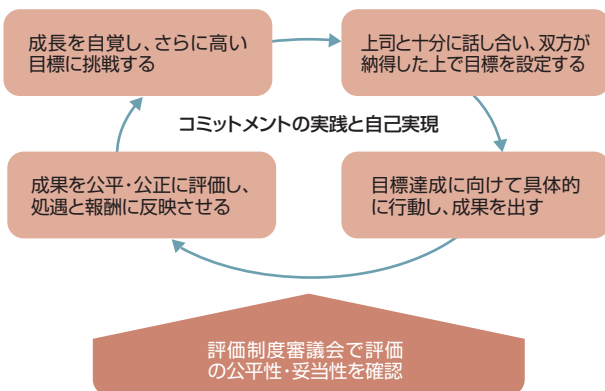 成長を自覚し、さらに高い
目標に挑戦する
上司と十分に話し合い、双方が
納得した上で目標を設定する
コミットメントの実践と自己実現
成果を公平・公正に評価し、
処遇と報酬に反映させる
目標達成に向けて具体的
に行動し、成果を出す
評価制度審議会で評価
の公平性・妥当性を確認